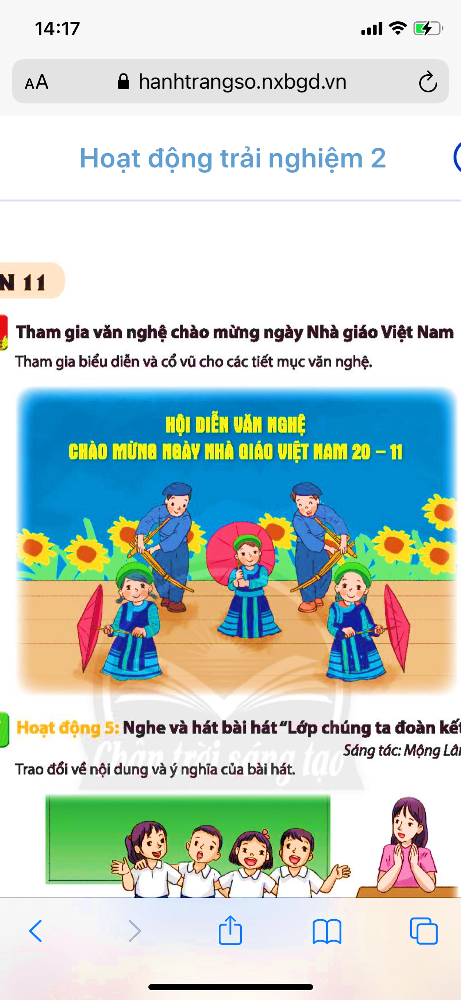 14:17
AA hanhtrangso.nxbgd.vn
Hoạt động trải nghiệm 2
N 11
Tham gia văn nghệ chào mừng ngày Nhà giáo Việt Nam
Tham gia biểu diễn và cổ vũ cho các tiết mục văn nghệ.
HỘI DIỄN VĂN NGHỆ
CHÀO MỪNG NGÀY NHÀ GIÁO VIỆT NAM 20 – 11
Hoạt động 5: Nghe và hát bài hát “Lớp chúng ta đoàn kết
Sáng tác: Mộng Lân
Trao đổi về nội dung và ý nghĩa của bài hát.
Chân trời sáng tạo